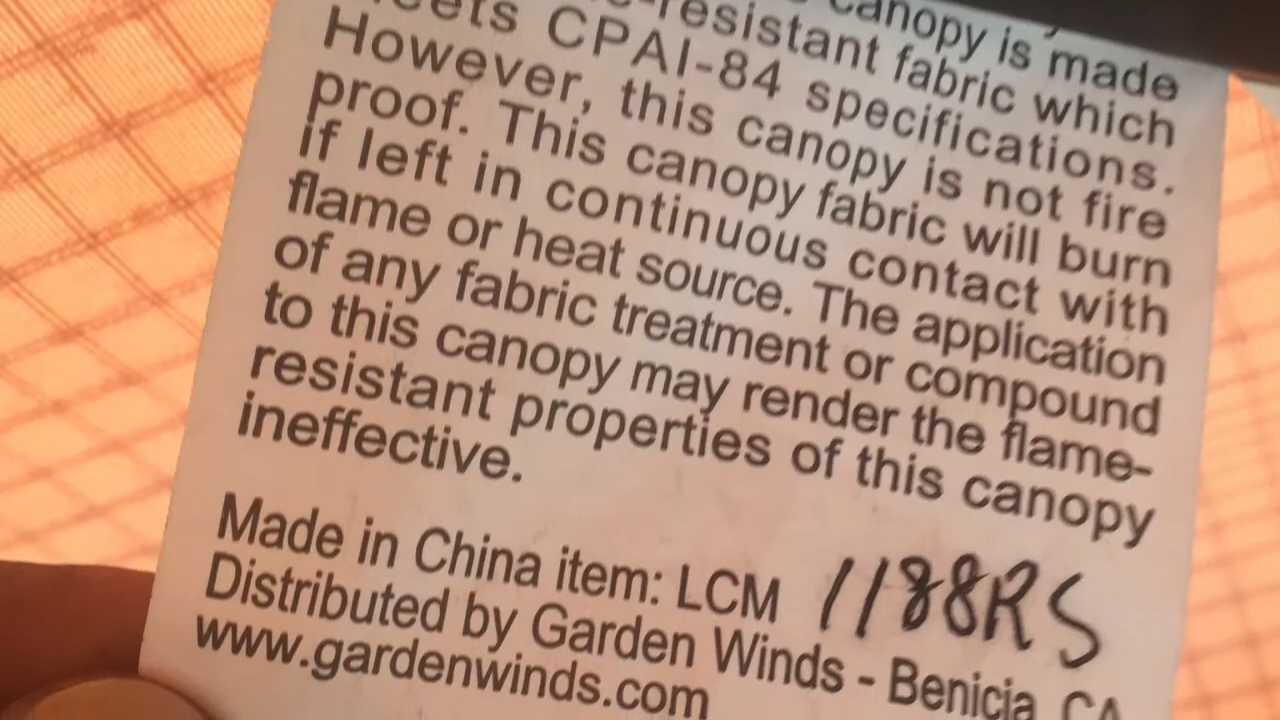 canopy is made
-resistant fabric which
meets CPAI-84 specifications.
However, this canopy is not fire
proof. This canopy fabric will burn
if left in continuous contact with
flame or heat source. The application
of any fabric treatment or compound
to this canopy may render the flame-
resistant properties of this canopy
ineffective.
Made in China item: LCM 1188RS
Distributed by Garden Winds - Benicia, CA
www.gardenwinds.com